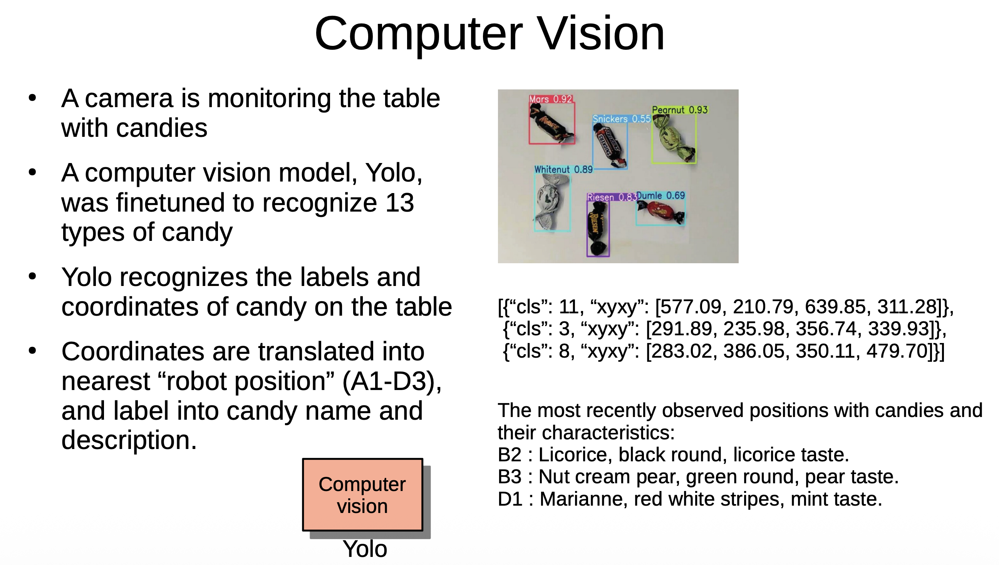 Computer Vision
• A camera is monitoring the table
with candies
• A computer vision model, Yolo,
was finetuned to recognize 13
types of candy
• Yolo recognizes the labels and
coordinates of candy on the table
• Coordinates are translated into
nearest “robot position” (A1-D3),
and label into candy name and
description.
Computer
vision
Yolo
Mars 0.92
Mars
Snickers 0.55
SNICKERS
SNICKERS
Pearnut 0.93
Whitenut 0.89
Riesen 0.83
RIESEN
Dumle 0.69
[{“cls”: 11, “xyxy”: [577.09, 210.79, 639.85, 311.28]},
{“cls”: 3, “xyxy”: [291.89, 235.98, 356.74, 339.93]},
{“cls”: 8, “xyxy”: [283.02, 386.05, 350.11, 479.70]}]
The most recently observed positions with candies and
their characteristics:
B2 : Licorice, black round, licorice taste.
B3 : Nut cream pear, green round, pear taste.
D1 : Marianne, red white stripes, mint taste.